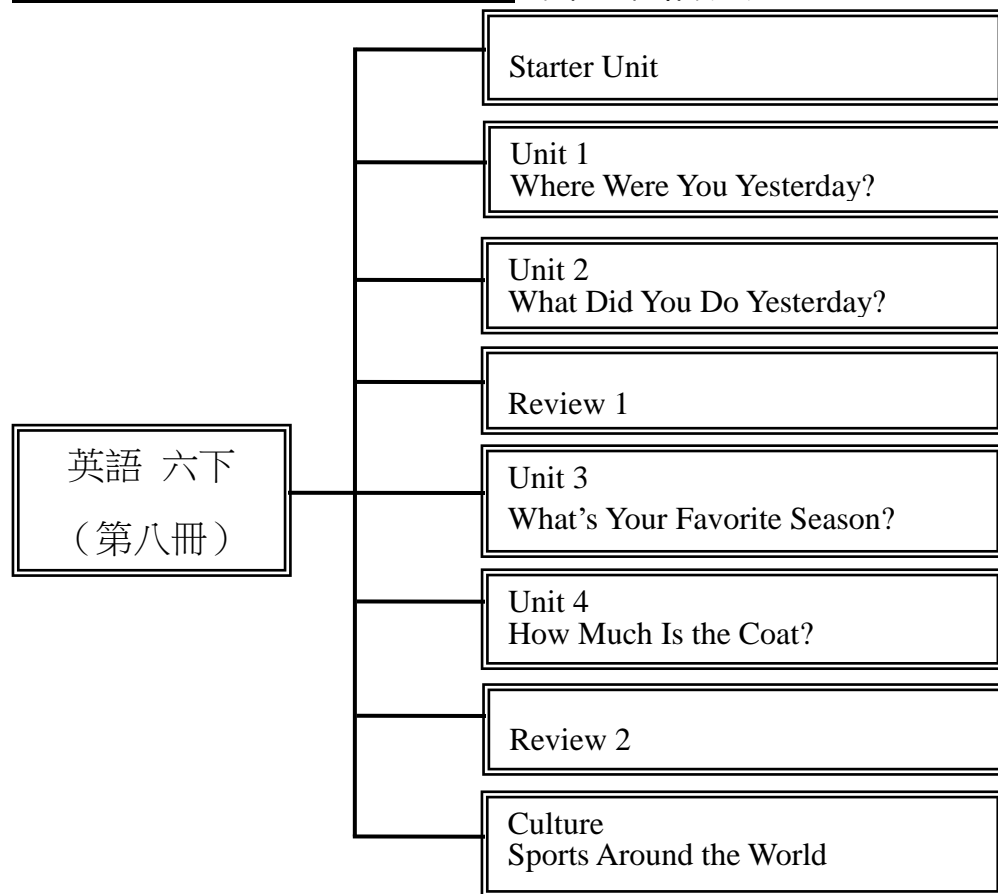 Starter Unit
Unit 1
Where Were You Yesterday?
Unit 2
What Did You Do Yesterday?
Review 1
英語 六下
（第八冊）
Unit 3
What’s Your Favorite Season?
Unit 4
How Much Is the Coat?
Review 2
Culture
Sports Around the World